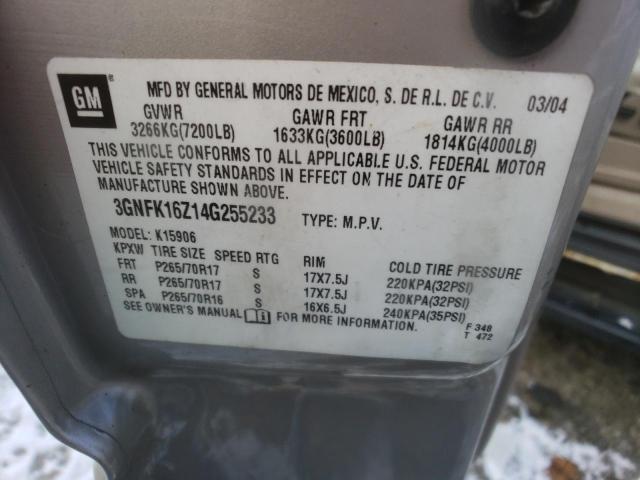 GM ® MFD BY GENERAL MOTORS DE MEXICO, S. DE R.L. DE C.V. 03/04
GVWR GAWR FRT GAWR RR
3266KG(7200LB) 1633KG(3600LB) 1814KG(4000LB)
THIS VEHICLE CONFORMS TO ALL APPLICABLE U.S. FEDERAL MOTOR
VEHICLE SAFETY STANDARDS IN EFFECT ON THE DATE OF
MANUFACTURE SHOWN ABOVE.
3GNFK16Z14G255233 TYPE: M.P.V.
MODEL: K15906
KPXW TIRE SIZE SPEED RTG RIM COLD TIRE PRESSURE
FRT P265/70R17 S 17X7.5J 220KPA(32PSI)
RR P265/70R17 S 17X7.5J 220KPA(32PSI)
SPA P265/70R16 S 16X6.5J 240KPA(35PSI)
SEE OWNER'S MANUAL FOR MORE INFORMATION.
F 348
T 472